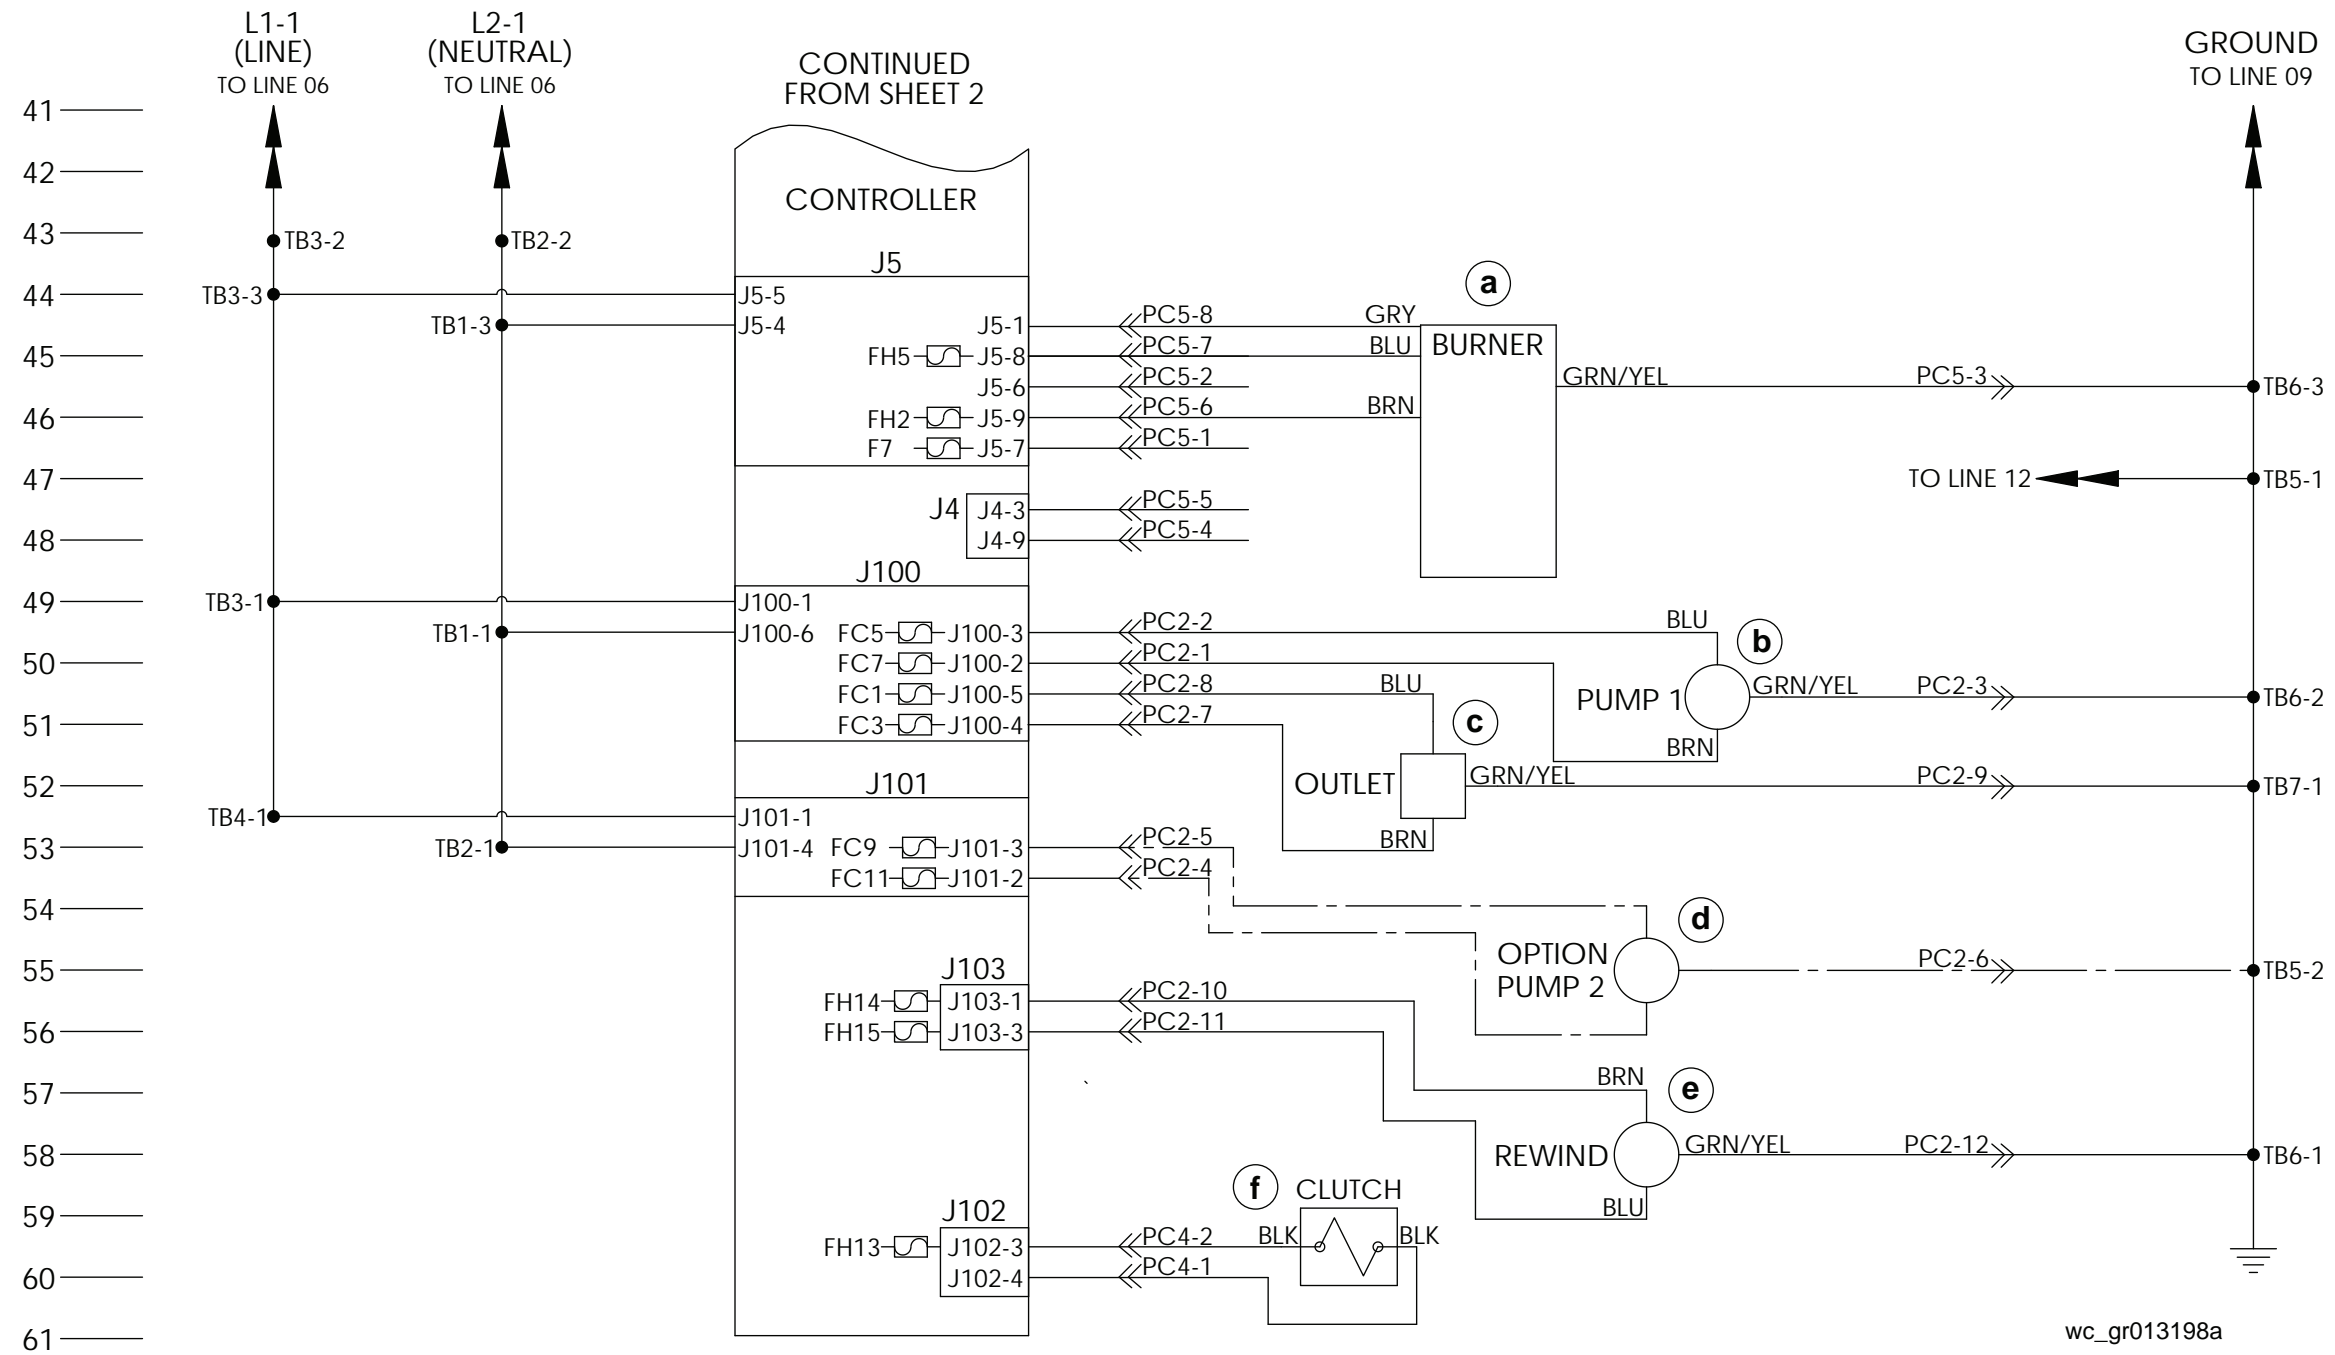 L1-1
(LINE)
TO LINE 06
L2-1
(NEUTRAL)
TO LINE 06
CONTINUED
FROM SHEET 2
GROUND
TO LINE 09
41
42
CONTROLLER
43
TB3-2
TB2-2
J5
a
44
TB3-3
J5-5
TB1-3
J5-4
J5-1
PC5-8
GRY
45
FH5
J5-8
PC5-7
BLU
BURNER
J5-6
PC5-2
GRN/YEL
PC5-3
TB6-3
46
FH2
J5-9
PC5-6
BRN
F7
J5-7
PC5-1
47
TO LINE 12
TB5-1
J4
J4-3
PC5-5
48
J4-9
PC5-4
J100
49
TB3-1
J100-1
TB1-1
J100-6
FC5
J100-3
PC2-2
BLU
b
50
FC7
J100-2
PC2-1
FC1
J100-5
PC2-8
BLU
PUMP 1
GRN/YEL
PC2-3
TB6-2
51
FC3
J100-4
PC2-7
c
BRN
52
J101
OUTLET
GRN/YEL
PC2-9
TB7-1
TB4-1
J101-1
BRN
53
TB2-1
J101-4
FC9
J101-3
PC2-5
FC11
J101-2
PC2-4
54
d
OPTION
PUMP 2
55
J103
PC2-6
TB5-2
FH14
J103-1
PC2-10
56
FH15
J103-3
PC2-11
57
BRN
e
58
REWIND
GRN/YEL
PC2-12
TB6-1
f
CLUTCH
59
J102
BLU
FH13
J102-3
PC4-2
BLK
BLK
60
J102-4
PC4-1
61
wc_gr013198a